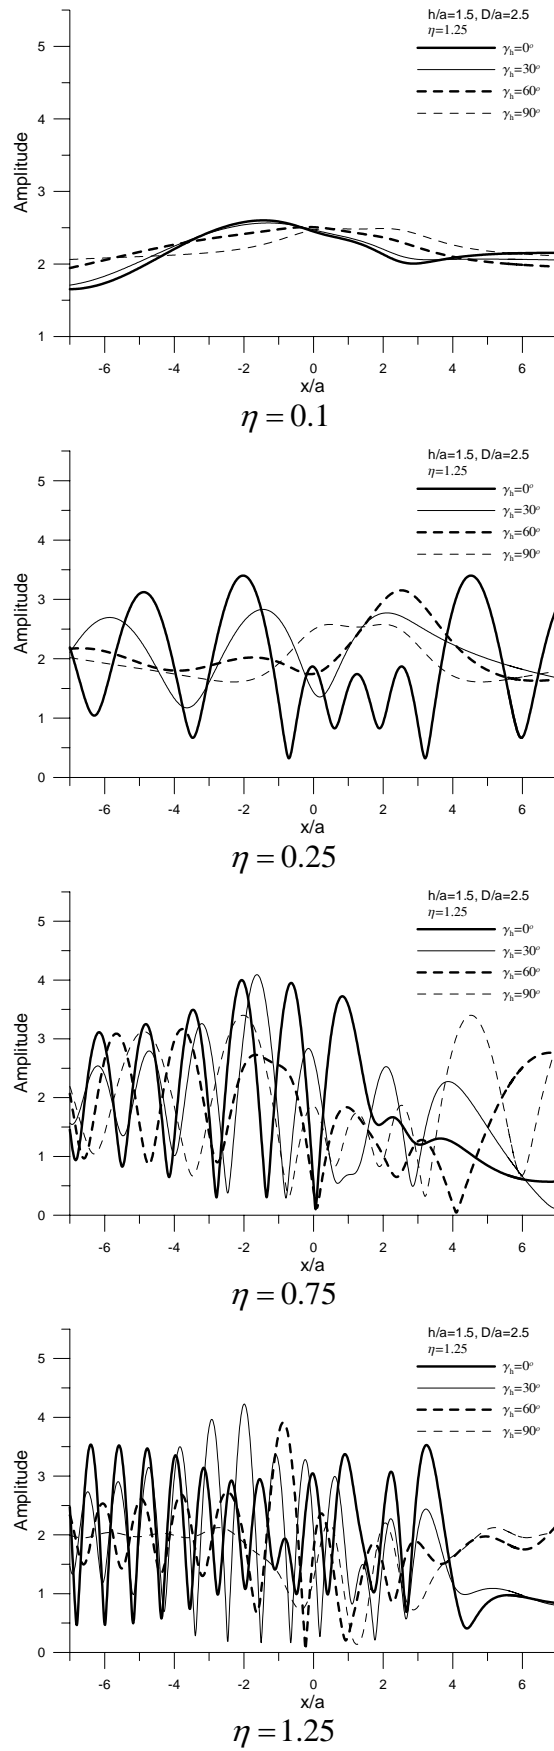 h/a=1.5, D/a=2.5
η=1.25
γₕ=0°
γₕ=30°
γₕ=60°
γₕ=90°
5
4
3
2
1
Amplitude
-6 -4 -2 0 2 4 6
x/a
η = 0.1
h/a=1.5, D/a=2.5
η=1.25
γₕ=0°
γₕ=30°
γₕ=60°
γₕ=90°
5
4
3
2
1
0
Amplitude
-6 -4 -2 0 2 4 6
x/a
η = 0.25
h/a=1.5, D/a=2.5
η=1.25
γₕ=0°
γₕ=30°
γₕ=60°
γₕ=90°
5
4
3
2
1
0
Amplitude
-6 -4 -2 0 2 4 6
x/a
η = 0.75
h/a=1.5, D/a=2.5
η=1.25
γₕ=0°
γₕ=30°
γₕ=60°
γₕ=90°
5
4
3
2
1
0
Amplitude
-6 -4 -2 0 2 4 6
x/a
η = 1.25